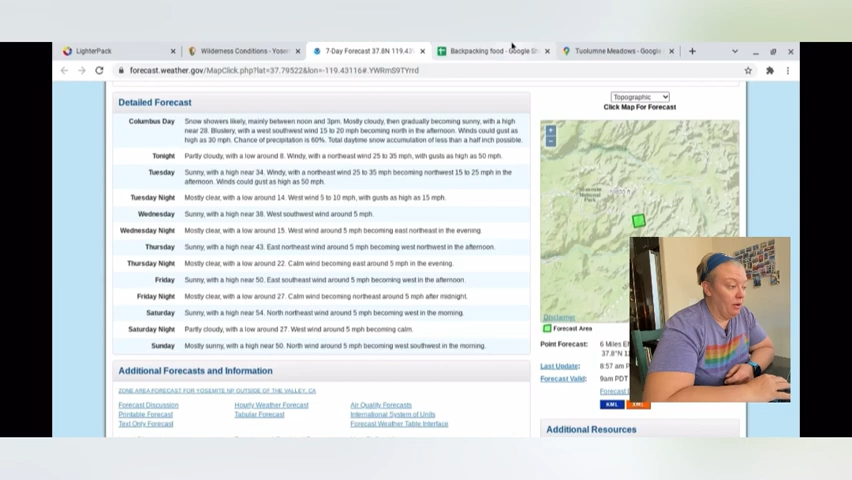 LighterPack
Wilderness Conditions - Yosem
7-Day Forecast 37.8N 119.43
Backpacking food - Google Sh
Tuolumne Meadows - Google
forecast.weather.gov/MapClick.php?lat=37.79522&lon=-119.43116#.YWRmS9TYrrd
Detailed Forecast
Columbus Day
Snow showers likely, mainly between noon and 3pm. Mostly cloudy, then gradually becoming sunny, with a high
near 28. Blustery, with a west southwest wind 15 to 20 mph becoming north in the afternoon. Winds could gust as
high as 30 mph. Chance of precipitation is 60%. Total daytime snow accumulation of less than a half inch possible.
Tonight
Partly cloudy, with a low around 8. Windy, with a northeast wind 25 to 35 mph, with gusts as high as 50 mph.
Tuesday
Sunny, with a high near 34. Windy, with a northeast wind 25 to 35 mph becoming northwest 15 to 25 mph in the
afternoon. Winds could gust as high as 50 mph.
Tuesday Night
Mostly clear, with a low around 14. West wind 5 to 10 mph, with gusts as high as 15 mph.
Wednesday
Sunny, with a high near 38. West southwest wind around 5 mph.
Wednesday Night
Mostly clear, with a low around 15. West wind around 5 mph becoming east northeast in the evening.
Thursday
Sunny, with a high near 43. East northeast wind around 5 mph becoming west northwest in the afternoon.
Thursday Night
Mostly clear, with a low around 22. Calm wind becoming east around 5 mph in the evening.
Friday
Sunny, with a high near 50. East southeast wind around 5 mph becoming west in the afternoon.
Friday Night
Mostly clear, with a low around 27. Calm wind becoming northeast around 5 mph after midnight.
Saturday
Sunny, with a high near 54. North northeast wind around 5 mph becoming west in the morning.
Saturday Night
Partly cloudy, with a low around 27. West wind around 5 mph becoming calm.
Sunday
Mostly sunny, with a high near 50. North wind around 5 mph becoming west southwest in the morning.
Additional Forecasts and Information
ZONE AREA FORECAST FOR YOSEMITE NP OUTSIDE OF THE VALLEY, CA
Forecast Discussion
Hourly Weather Forecast
Air Quality Forecasts
Printable Forecast
Tabular Forecast
International System of Units
Text Only Forecast
Forecast Weather Table Interface
Topographic
Click Map For Forecast
+
-
Yosemite
National
Park
Disclaimer
Forecast Area
Point Forecast:
6 Miles E
37.8°N 11
Last Update:
8:57 am P
Forecast Valid:
9am PDT
Forecast
KML
XML
Additional Resources